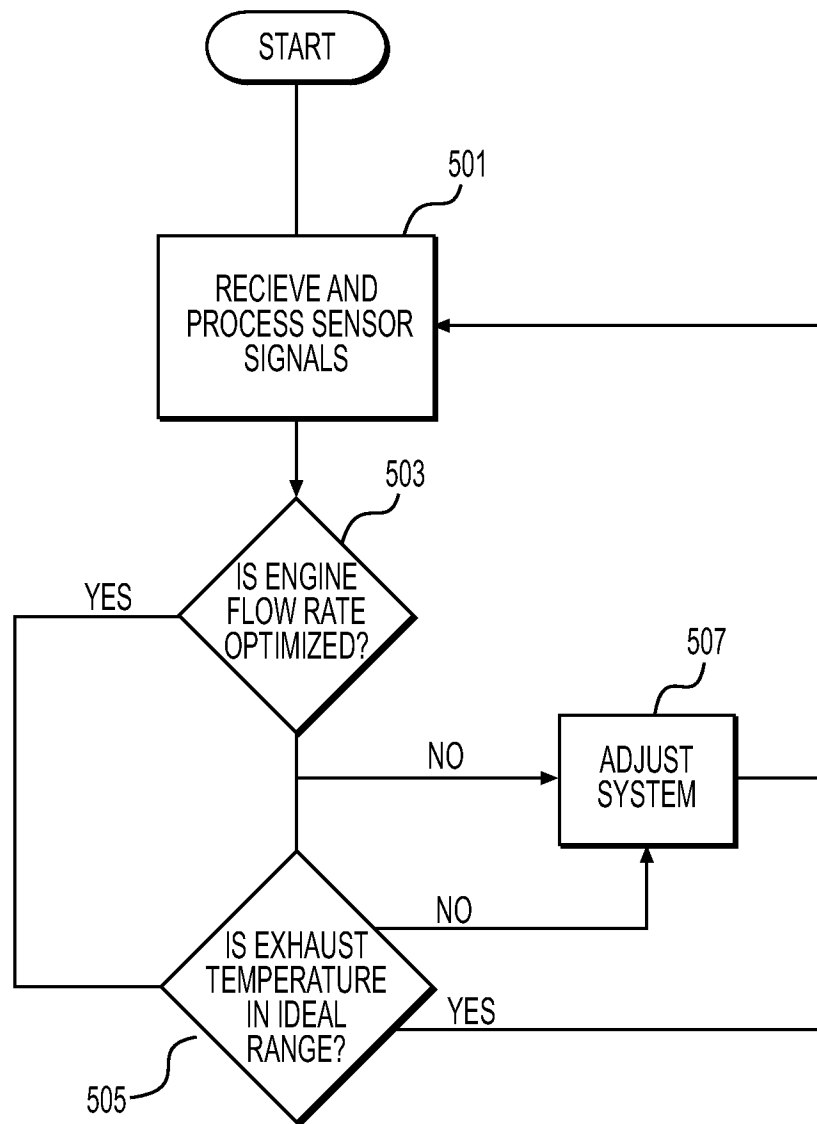 START
501
RECIEVE AND
PROCESS SENSOR
SIGNALS
503
YES
IS ENGINE
FLOW RATE
OPTIMIZED?
507
NO
ADJUST
SYSTEM
NO
IS EXHAUST
TEMPERATURE
IN IDEAL
RANGE?
YES
505